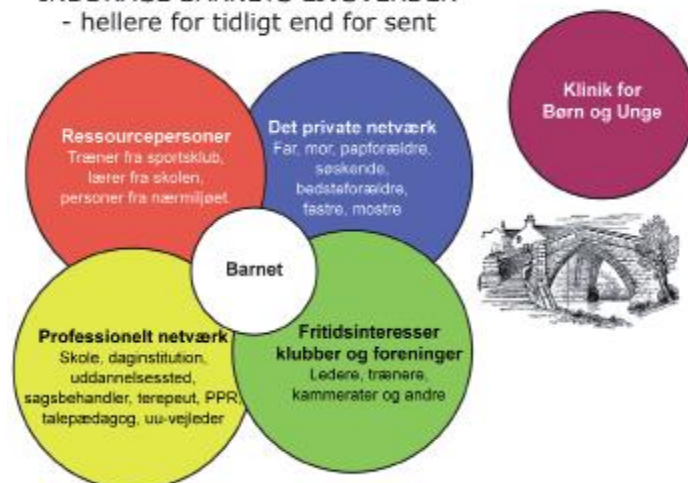 - hellere for tidligt end for sent
Ressourcepersoner
Træner fra sportsklub,
lærer fra skolen,
personer fra nærmiljøet
Det private netværk
Far, mor, papforældre,
søskende,
bedsteforældre,
fastre, mostre
Klinik for
Børn og Unge
Barnet
Professionelt netværk
Skole, daginstitution,
uddannelsessted,
sagsbehandler, terepeut, PPR,
talepædagog, uu-vejleder
Fritidsinteresser
klubber og foreninger
Ledere, trænere,
kammerater og andre